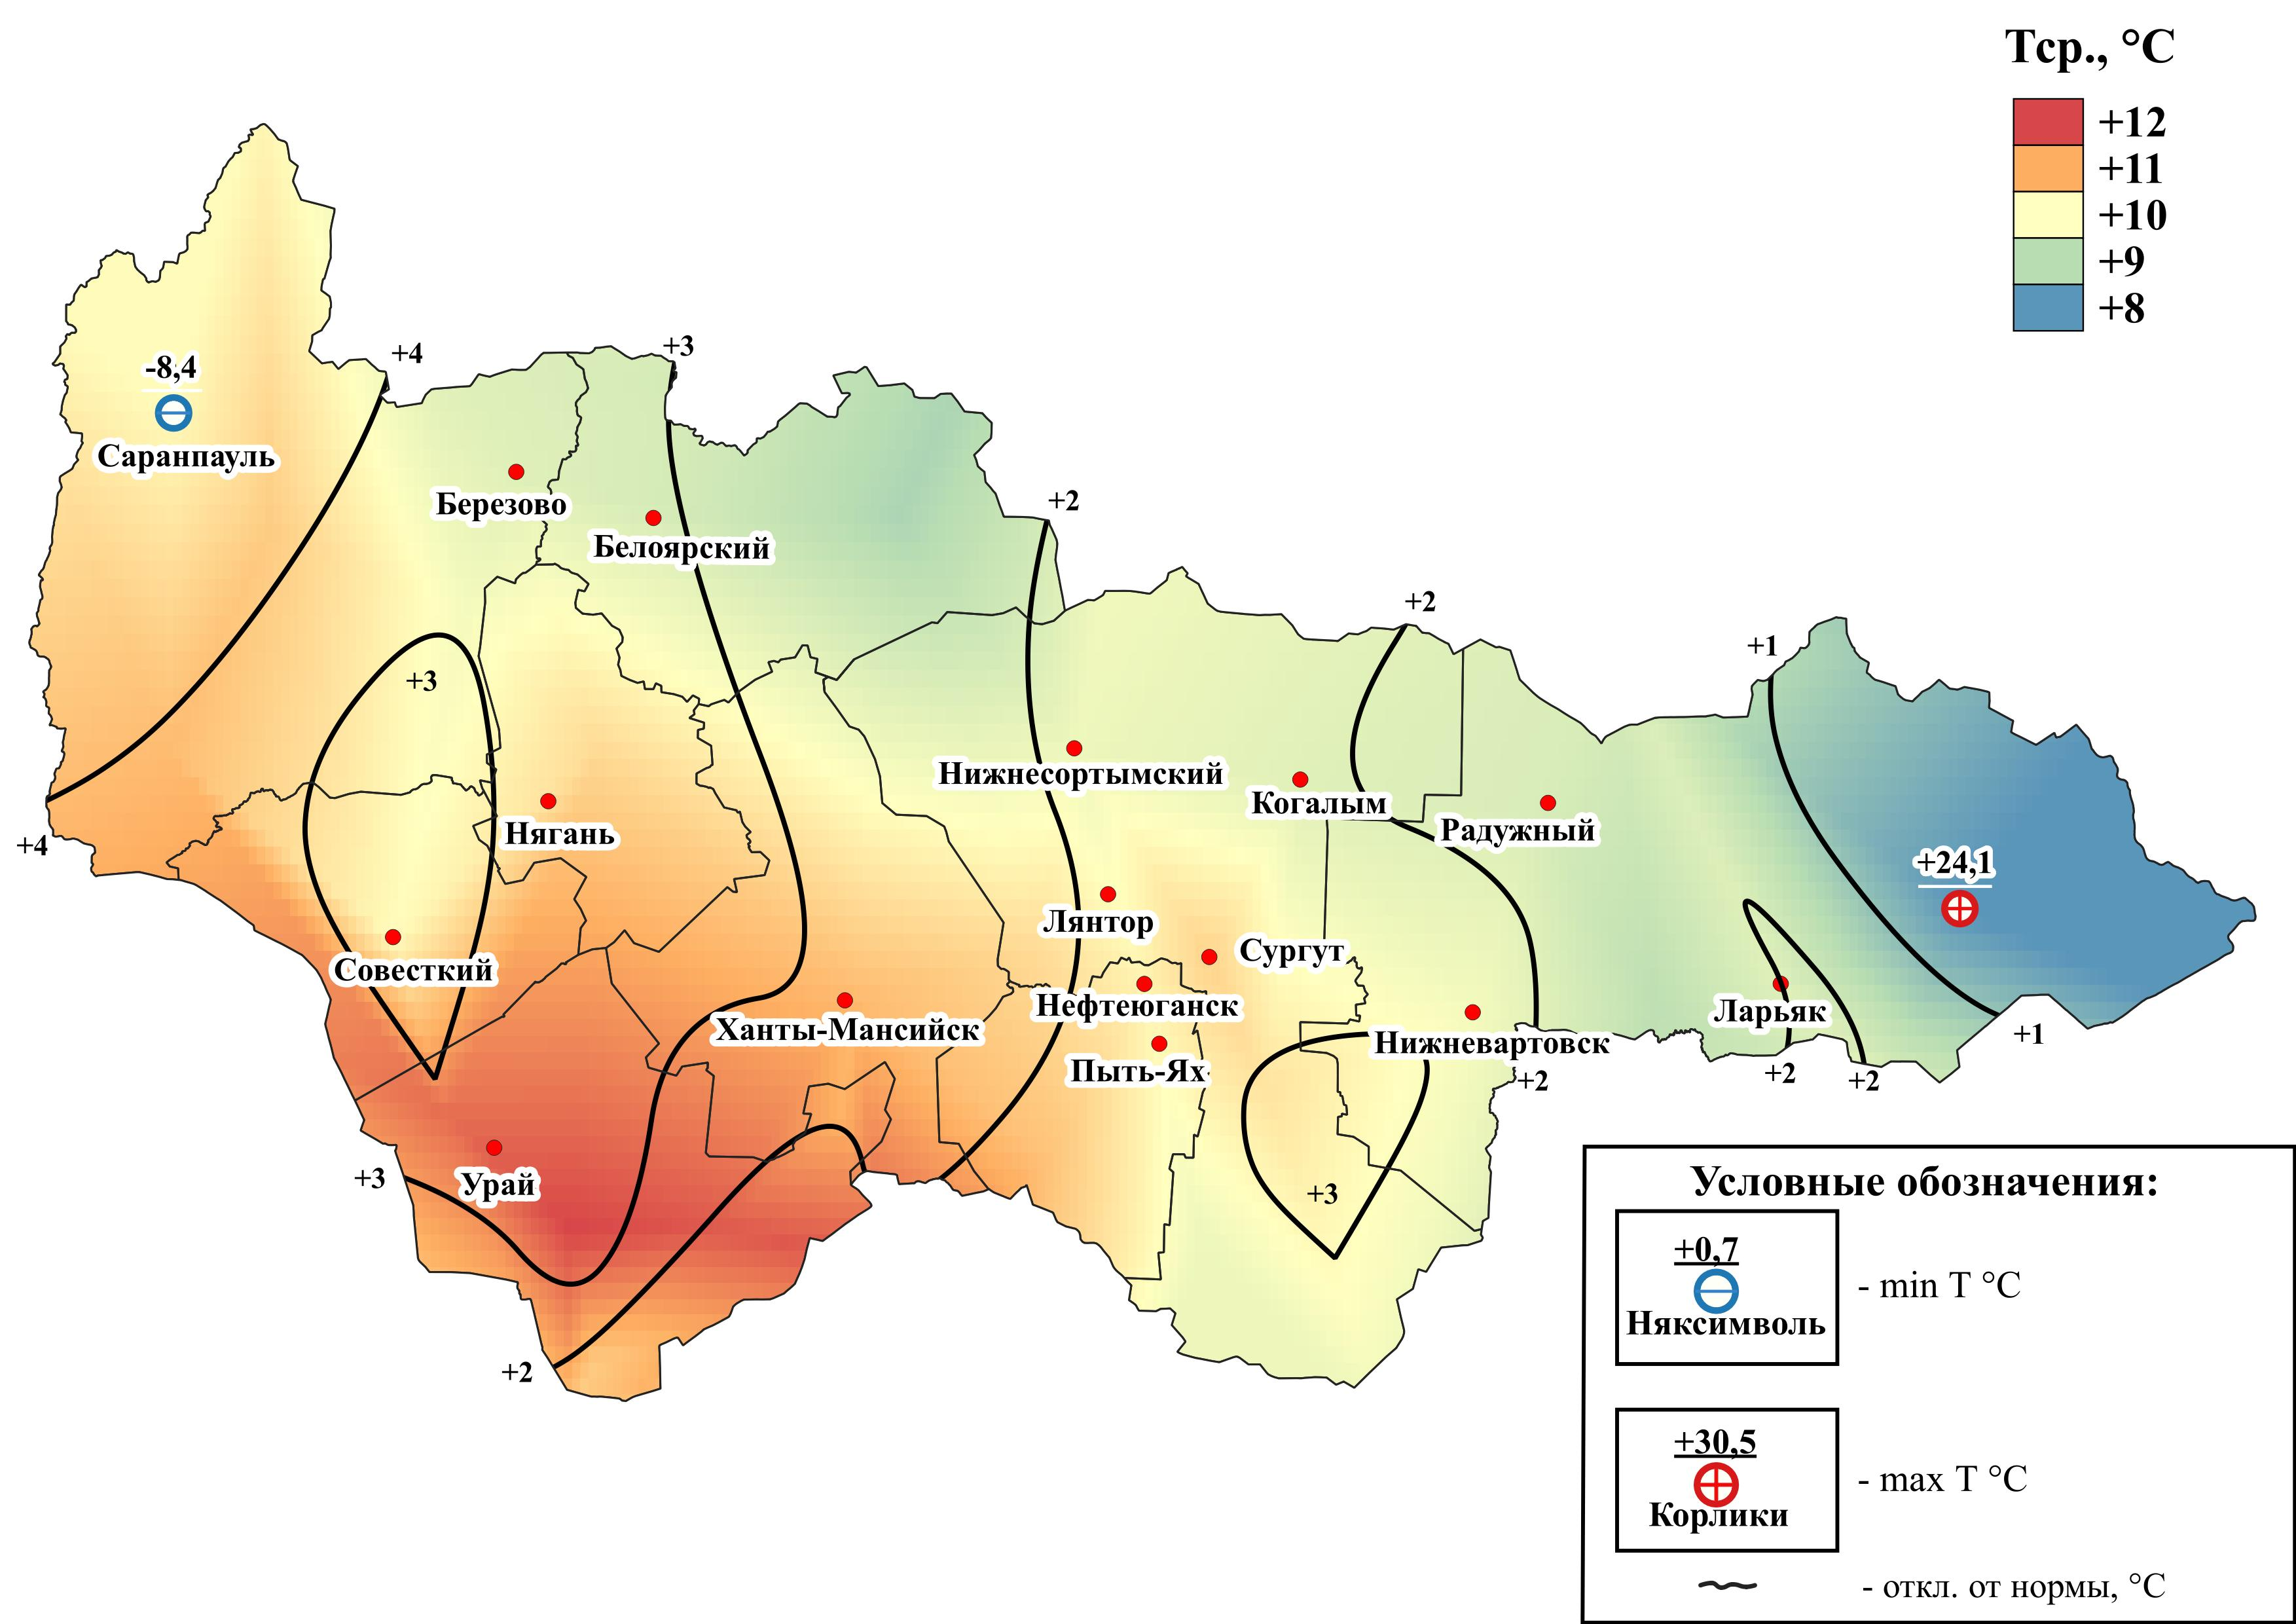 Тср., °C
+12
+11
+10
+9
+8
-8,4
Саранпауль
+4
+3
Березово
Белоярский
+2
+2
+1
+3
Нижнесортымский
Когалым
Радужный
Нягань
+4
+24,1
Лянтор
Сургут
Совесткий
Нефтеюганск
Ханты-Мансийск
Ларьяк
Нижневартовск
+1
Пыть-Ях
+2
+2
+2
+3
Урай
+3
+2
Условные обозначения:
+0,7
Няксимволь
- min T °C
+30,5
Корлики
- max T °C
- откл. от нормы, °C